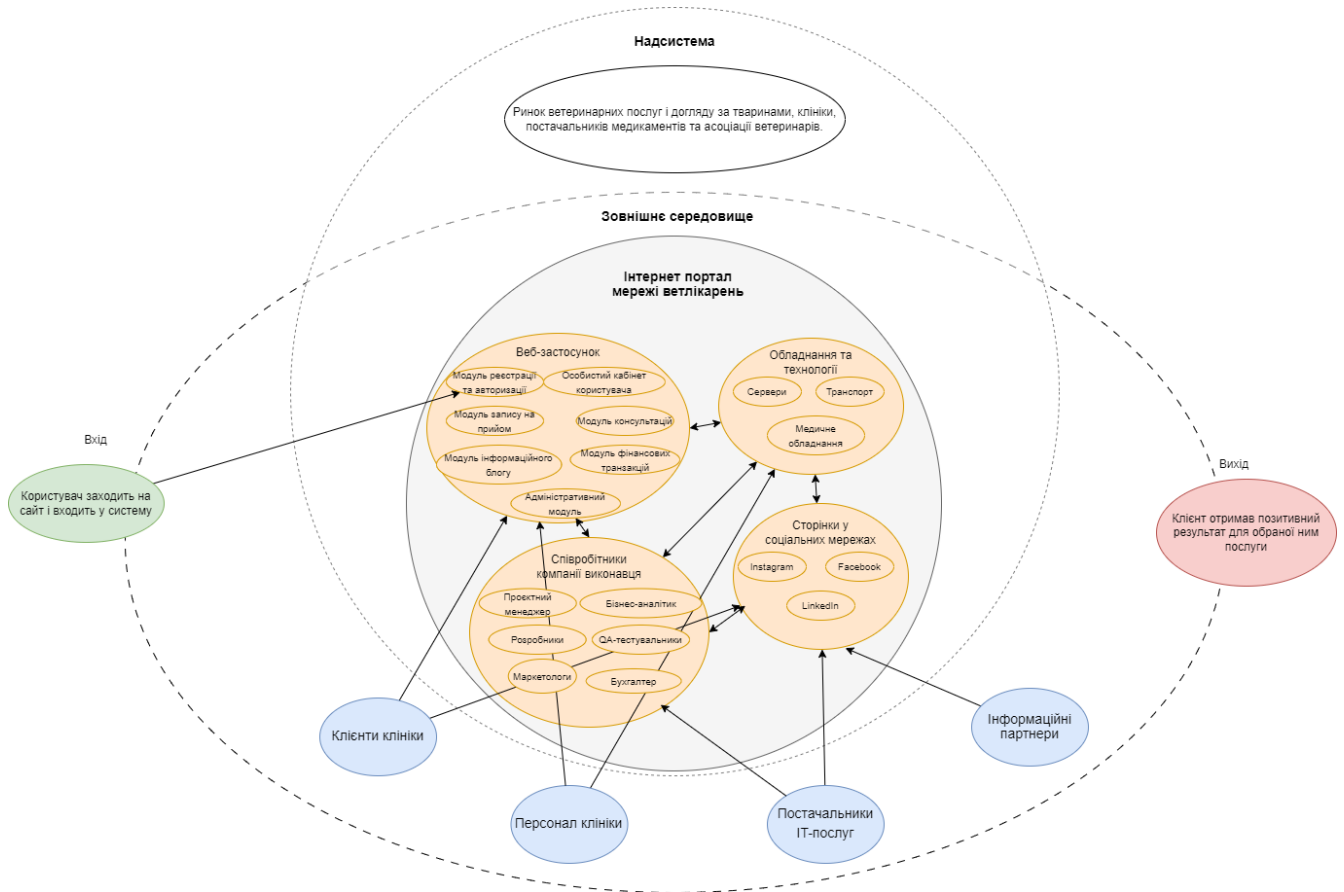 Надсистема
Ринок ветеринарних послуг і догляду за тваринами, клініки,
постачальників медикаментів та асоціації ветеринарів.
Зовнішнє середовище
Інтернет портал
мережі ветлікарень
Веб-застосунок
Модуль реєстрації
та авторизації
Особистий кабінет
користувача
Модуль запису на
прийом
Модуль консультацій
Модуль інформаційного
блогу
Модуль фінансових
транзакцій
Адміністративний
модуль
Обладнання та
технології
Сервери
Транспорт
Медичне
обладнання
Вхід
Користувач заходить на
сайт і входить у систему
Вихід
Клієнт отримав позитивний
результат для обраної ним
послуги
Співробітники
компанії виконавця
Проєктний
менеджер
Бізнес-аналітик
Розробники
QA-тестувальники
Маркетологи
Бухгалтер
Сторінки у
соціальних мережах
Instagram
Facebook
LinkedIn
Клієнти клініки
Персонал клініки
Постачальники
ІТ-послуг
Інформаційні
партнери